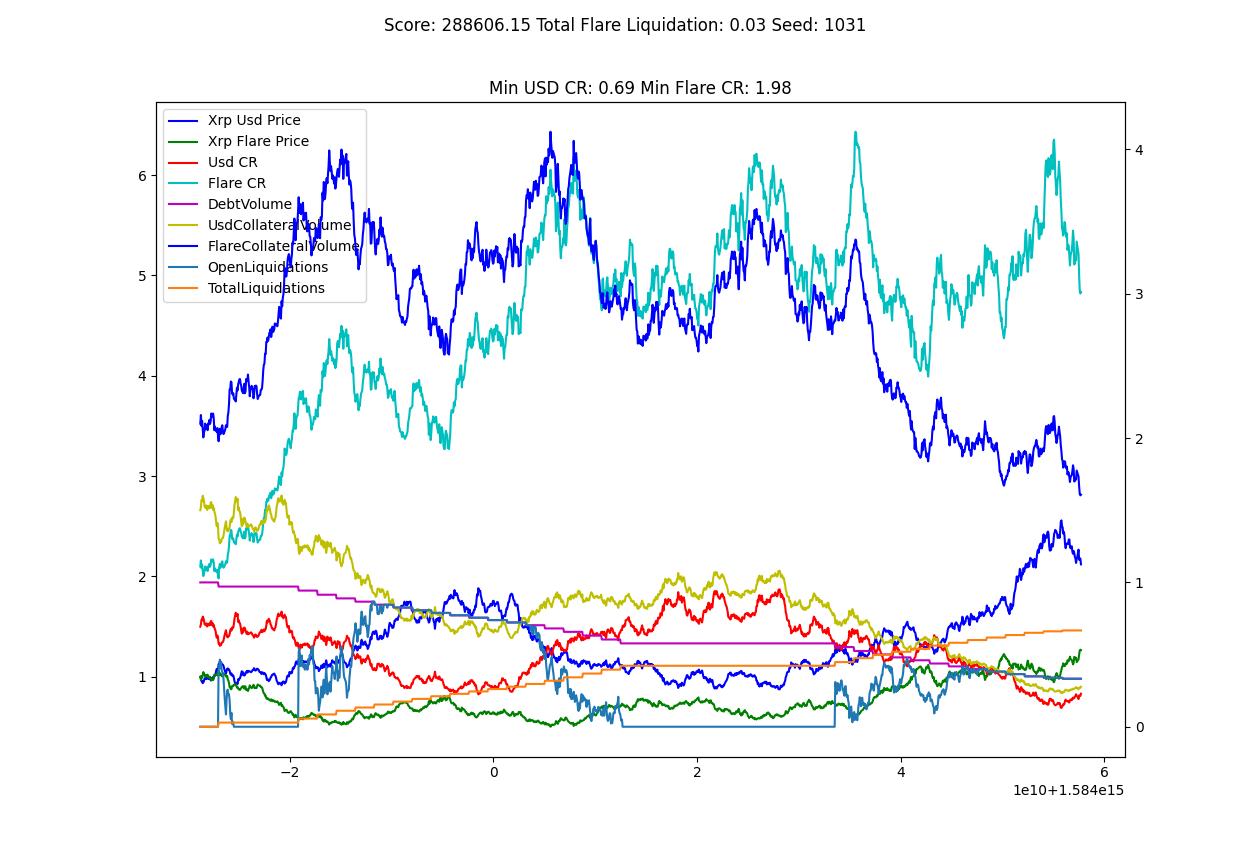 Score: 288606.15 Total Flare Liquidation: 0.03 Seed: 1031
Min USD CR: 0.69 Min Flare CR: 1.98
Xrp Usd Price
Xrp Flare Price
Usd CR
Flare CR
DebtVolume
UsdCollateralVolume
FlareCollateralVolume
OpenLiquidations
TotalLiquidations
6
5
4
3
2
1
4
3
2
1
0
−2
0
2
4
6
1e10+1.584e15